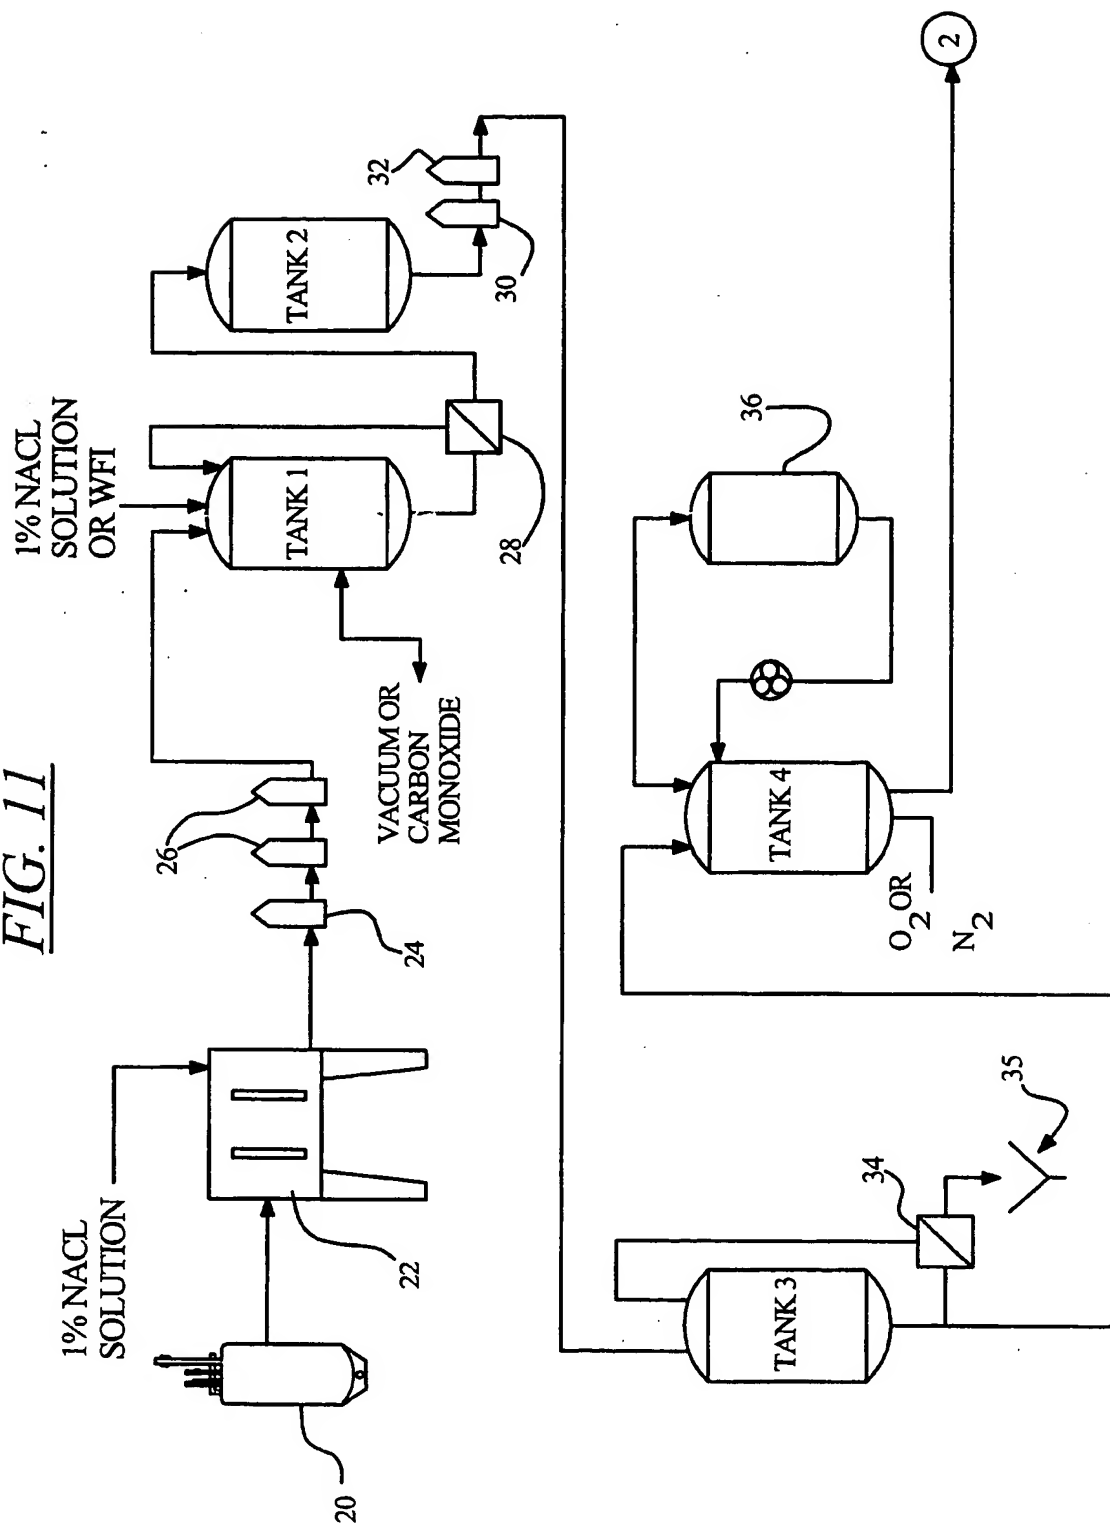 FIG. 11
1% NACL
SOLUTION
20
22
24
26
VACUUM OR
CARBON
MONOXIDE
1% NACL
SOLUTION
OR WFI
TANK 1
28
TANK 2
30
32
TANK 3
34
35
TANK 4
O2 OR
N2
36
2